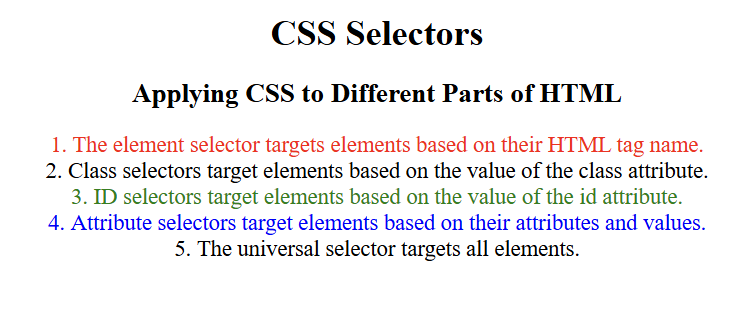 CSS Selectors
Applying CSS to Different Parts of HTML
1. The element selector targets elements based on their HTML tag name.
2. Class selectors target elements based on the value of the class attribute.
3. ID selectors target elements based on the value of the id attribute.
4. Attribute selectors target elements based on their attributes and values.
5. The universal selector targets all elements.